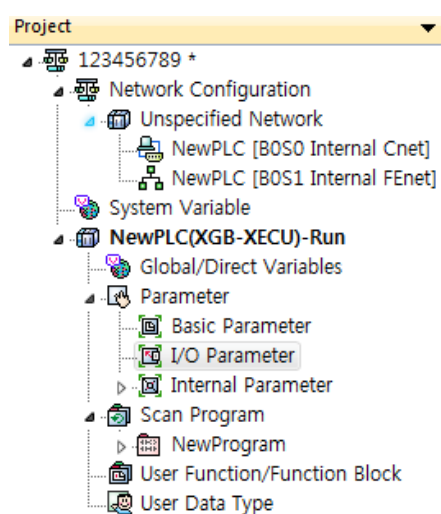 Project
123456789 *
Network Configuration
Unspecified Network
NewPLC [B0S0 Internal Cnet]
NewPLC [B0S1 Internal FEnet]
System Variable
NewPLC(XGB-XECU)-Run
Global/Direct Variables
Parameter
Basic Parameter
I/O Parameter
Internal Parameter
Scan Program
NewProgram
User Function/Function Block
User Data Type